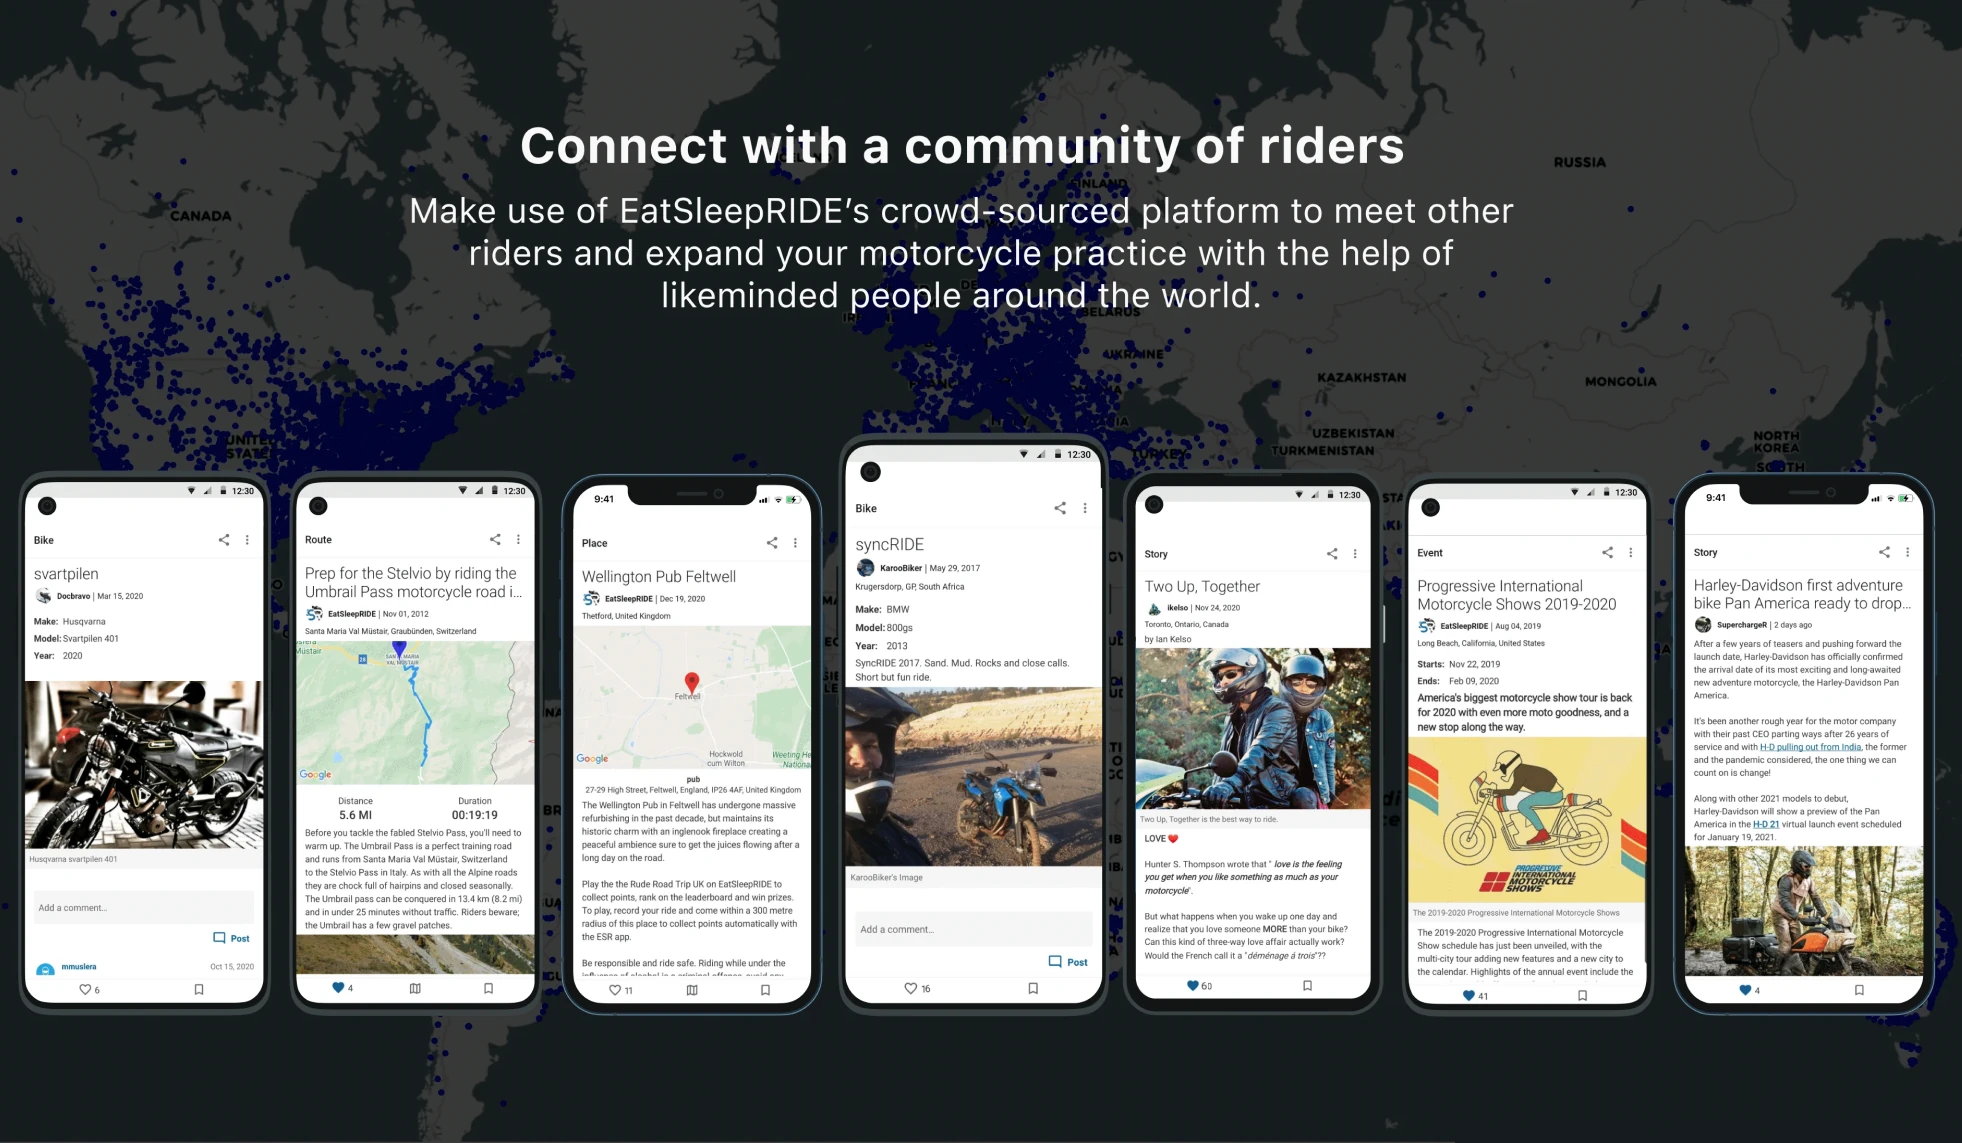 Connect with a community of riders
Make use of EatSleepRIDE's crowd-sourced platform to meet other
riders and expand your motorcycle practice with the help of
likeminded people around the world.
CANADA
UNITED
STATES
FINLAND
RUSSIA
BELARUS
UKRAINE
KAZAKHSTAN
MONGOLIA
UZBEKISTAN
TURKMENISTAN
TURKEY
NORTH
KOREA
SOUTH
12:30
Bike
svartpilen
Docbravo | Mar 15, 2020
Make: Husqvarna
Model: Svartpilen 401
Year: 2020
Husqvarna svartpilen 401
Add a comment...
Post
mmuslera Oct 15, 2020
6
12:30
Route
Prep for the Stelvio by riding the
Umbrail Pass motorcycle road i...
EatSleepRIDE | Nov 01, 2012
Santa Maria Val Müstair, Graubünden, Switzerland
Müstair
28
SANTA MARIA
VAL MÜSTAIR
Google
Distance Duration
5.6 MI 00:19:19
Before you tackle the fabled Stelvio Pass, you'll need to
warm up. The Umbrail Pass is a perfect training road
and runs from Santa Maria Val Müstair, Switzerland
to the Stelvio Pass in Italy. As with all the Alpine roads
they are chock full of hairpins and closed seasonally.
The Umbrail pass can be conquered in 13.4 km (8.2 mi)
and in under 25 minutes without traffic. Riders beware;
the Umbrail has a few gravel patches.
4
9:41
Place
Wellington Pub Feltwell
EatSleepRIDE | Dec 19, 2020
Thetford, United Kingdom
Feltwell
Hockwold
cum Wilton
Weeting He
Nationa
Google
pub
27-29 High Street, Feltwell, England, IP26 4AF, United Kingdom
The Wellington Pub in Feltwell has undergone massive
refurbishing in the past decade, but maintains its
historic charm with an inglenook fireplace creating a
peaceful ambience sure to get the juices flowing after a
long day on the road.
Play the the Rude Road Trip UK on EatSleepRIDE to
collect points, rank on the leaderboard and win prizes.
To play, record your ride and come within a 300 metre
radius of this place to collect points automatically with
the ESR app.
Be responsible and ride safe. Riding while under the
influence of alcohol is a criminal offence, avoid any
11
12:30
Bike
syncRIDE
KarooBiker | May 29, 2017
Krugersdorp, GP, South Africa
Make: BMW
Model: 800gs
Year: 2013
SyncRIDE 2017. Sand. Mud. Rocks and close calls.
Short but fun ride.
KarooBiker's Image
Add a comment...
Post
16
12:30
Story
Two Up, Together
ikelso | Nov 24, 2020
Toronto, Ontario, Canada
by Ian Kelso
Two Up, Together is the best way to ride.
LOVE ❤️
Hunter S. Thompson wrote that " love is the feeling
you get when you like something as much as your
motorcycle'.
But what happens when you wake up one day and
realize that you love someone MORE than your bike?
Can this kind of three-way love affair actually work?
Would the French call it a "déménage à trois"??
60
12:30
Event
Progressive International
Motorcycle Shows 2019-2020
EatSleepRIDE | Aug 04, 2019
Long Beach, California, United States
Starts: Nov 22, 2019
Ends: Feb 09, 2020
America's biggest motorcycle show tour is back
for 2020 with even more moto goodness, and a
new stop along the way.
PROGRESSIVE
INTERNATIONAL
MOTORCYCLE
SHOWS
The 2019-2020 Progressive International Motorcycle Shows
The 2019-2020 Progressive International Motorcycle
Show schedule has just been unveiled, with the
multi-city tour adding new features and a new city to
the calendar. Highlights of the annual event include the
41
9:41
Story
Harley-Davidson first adventure
bike Pan America ready to drop...
SuperchargeR | 2 days ago
After a few years of teasers and pushing forward the
launch date, Harley-Davidson has officially confirmed
the arrival date of its most exciting and long-awaited
new adventure motorcycle, the Harley-Davidson Pan
America.
It's been another rough year for the motor company
with their past CEO parting ways after 26 years of
service and with H-D pulling out from India, the former
and the pandemic considered, the one thing we can
count on is change!
Along with other 2021 models to debut,
Harley-Davidson will show a preview of the Pan
America in the H-D 21 virtual launch event scheduled
for January 19, 2021.
4